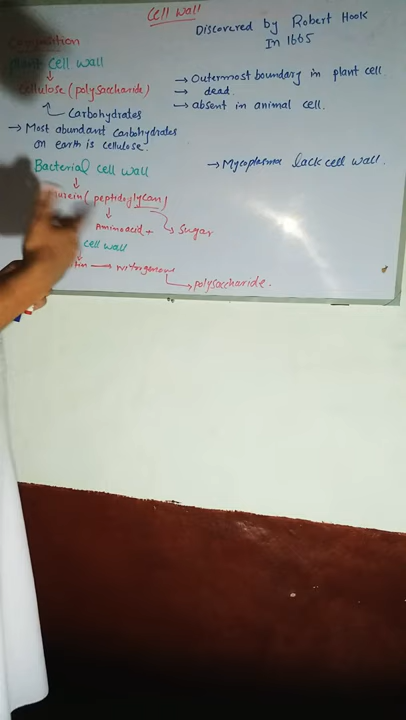 Cell wall
Discovered by Robert Hook
In 1665
Composition
plant cell wall
cellulose (polysaccharide)
Carbohydrates
→ Most abundant carbohydrates
on earth is cellulose.
→ Outermost boundary in plant cell.
→ dead.
→ absent in animal cell.
Bacterial cell wall
→ Mycoplasma lack cell wall.
Murein (peptidoglycan)
Aminoacid +
Sugar
cell wall
nitrogenous
polysaccharide.